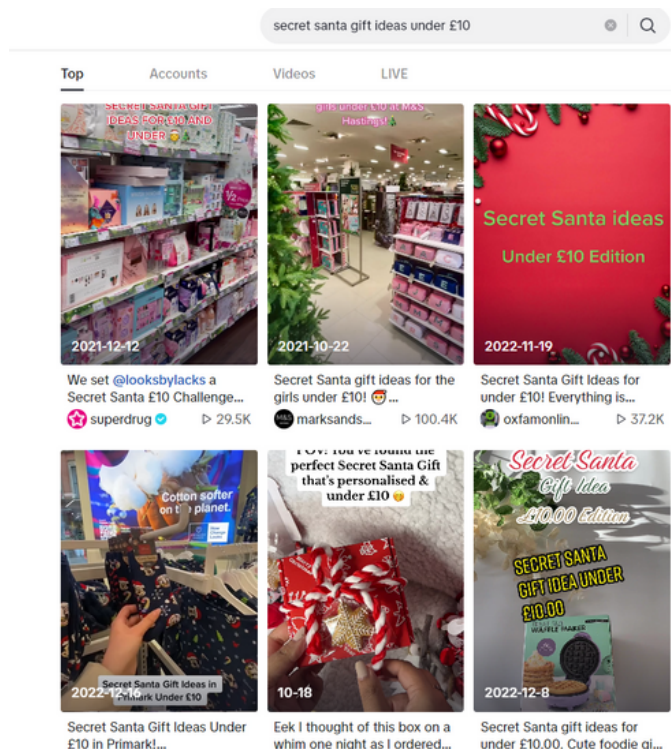 secret santa gift ideas under £10
Top
Accounts
Videos
LIVE
SECRET SANTA GIFT
IDEAS FOR £10 AND
UNDER
1/2
2021-12-12
We set @looksbylacks a
Secret Santa £10 Challenge...
superdrug
29.5K
girls under £10 at M&S
Hastings!
2021-10-22
Secret Santa gift ideas for the
girls under £10! ...
M&S
marksands...
100.4K
Secret Santa ideas
Under £10 Edition
2022-11-19
Secret Santa Gift Ideas for
under £10! Everything is...
oxfamonlin...
37.2K
Cotton softer
on the planet.
Secret Santa Gift Ideas in
Primark Under £10
2022-12-16
Secret Santa Gift Ideas Under
£10 in Primark!...
POV: You've found the
perfect Secret Santa Gift
that's personalised &
under £10
10-18
Eek I thought of this box on a
whim one night as I ordered...
Secret Santa
Gift Idea
£10.00 Edition
SECRET SANTA
GIFT IDEA UNDER
£10.00
WAFFLE MAKER
2022-12-8
Secret Santa gift ideas for
under £10.00. Cute foodie gi...